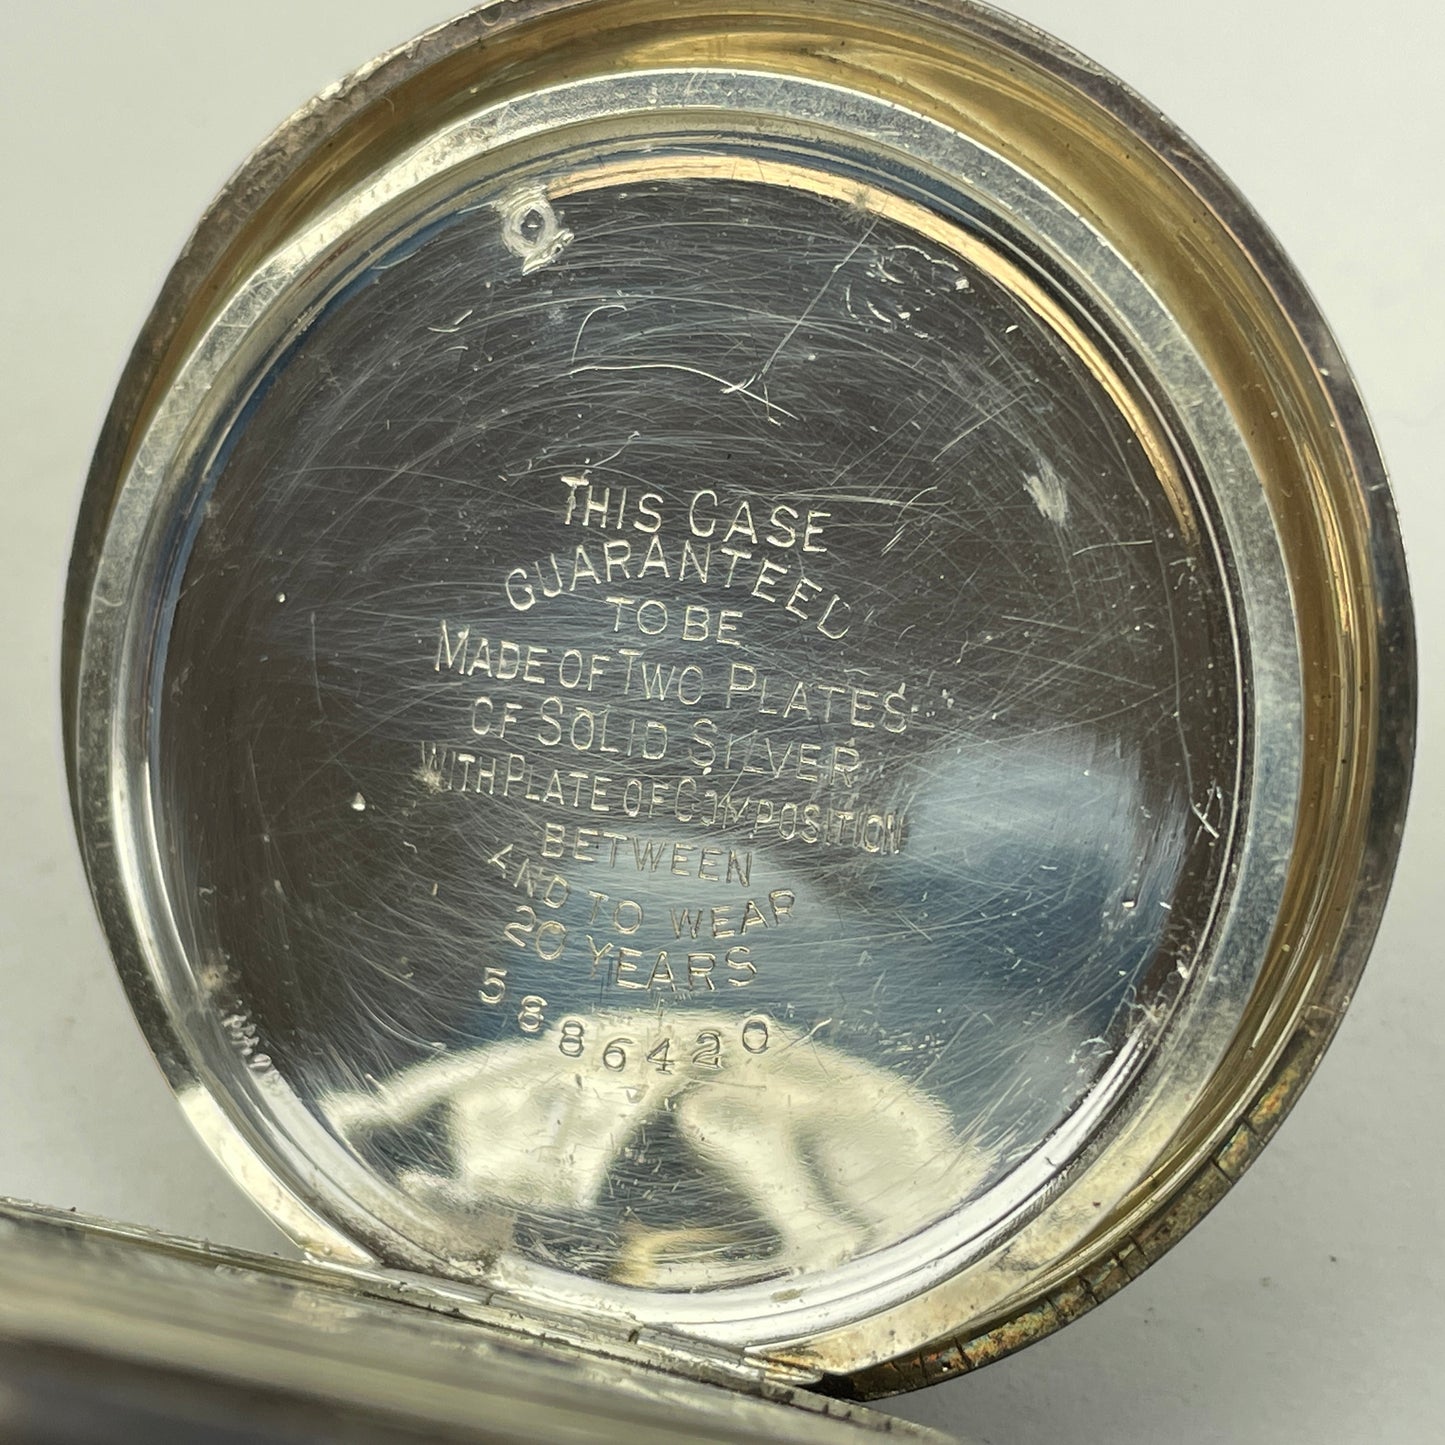 THIS CASE
GUARANTEED
TO BE
MADE OF TWO PLATES
OF SOLID SILVER
WITH PLATE OF COMPOSITION
BETWEEN
AND TO WEAR
20 YEARS
5886420